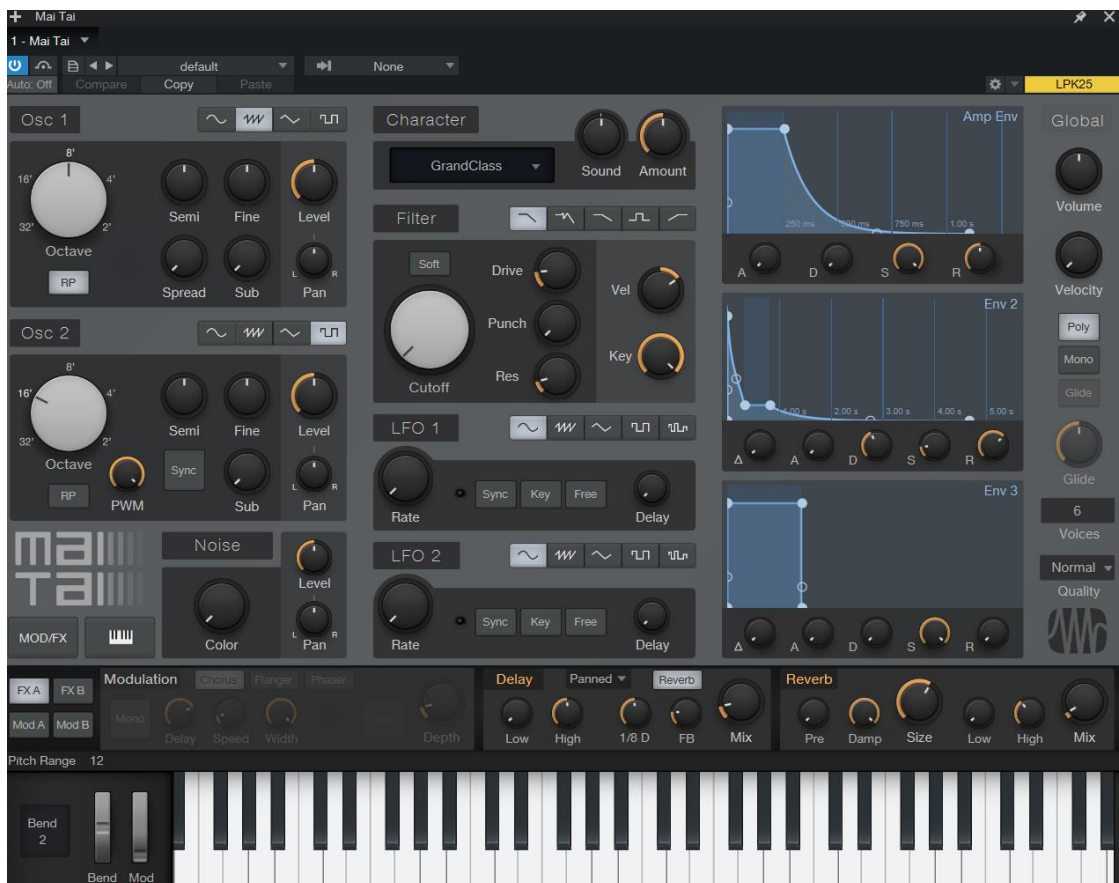 Mai Tai
1 - Mai Tai
default
None
Auto: Off Compare Copy Paste
LPK25
Osc 1
8'
16' 4'
32' 2'
Octave
RP
Semi Fine Level
Spread Sub
L R
Pan
Osc 2
8'
16' 4'
32' 2'
Octave
RP
PWM
Semi Fine Level
Sync
Sub
L R
Pan
mai
Tai
MOD/FX
Noise
Color
Level
L R
Pan
Character
GrandClass
Sound Amount
Filter
Soft
Cutoff
Drive
Punch
Res
Vel
Key
LFO 1
Rate
Sync Key Free
Delay
LFO 2
Rate
Sync Key Free
Delay
Amp Env
250 ms 500 ms 750 ms 1.00 s
A D S R
Env 2
1.00 s 2.00 s 3.00 s 4.00 s 5.00 s
Δ A D S R
Env 3
Δ A D S R
Global
Volume
Velocity
Poly
Mono
Glide
Glide
6
Voices
Normal
Quality
FX A FX B
Mod A Mod B
Modulation Chorus Flanger Phaser
Mono
Delay Speed Width Depth
Delay Panned Reverb
Low High 1/8 D FB Mix
Reverb
Pre Damp Size Low High Mix
Pitch Range 12
Bend
2
Bend Mod